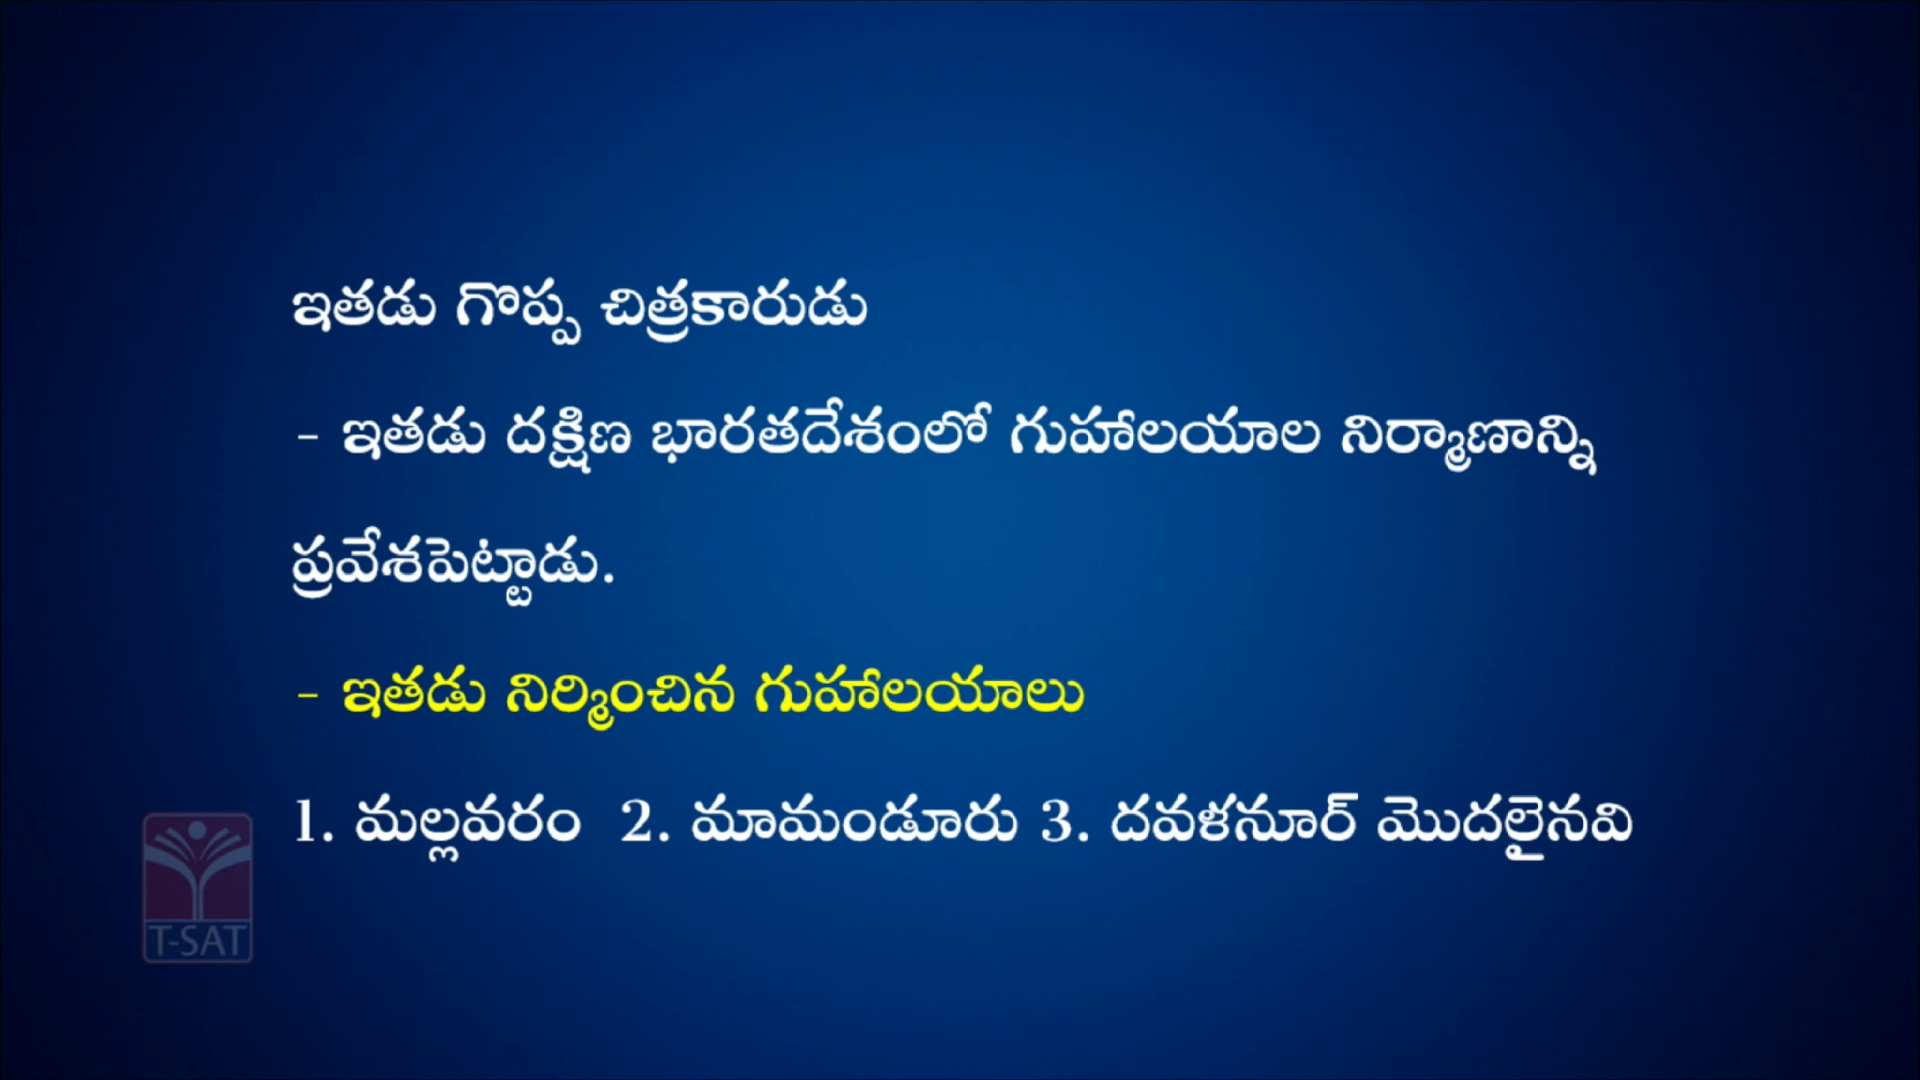 ఇతడు గొప్ప చిత్రకారుడు
- ఇతడు దక్షిణ భారతదేశంలో గుహాలయాల నిర్మాణాన్ని
ప్రవేశపెట్టాడు.
- ఇతడు నిర్మించిన గుహాలయాలు
1. మల్లవరం 2. మామండూరు 3. దవళనూర్ మొదలైనవి
T-SAT